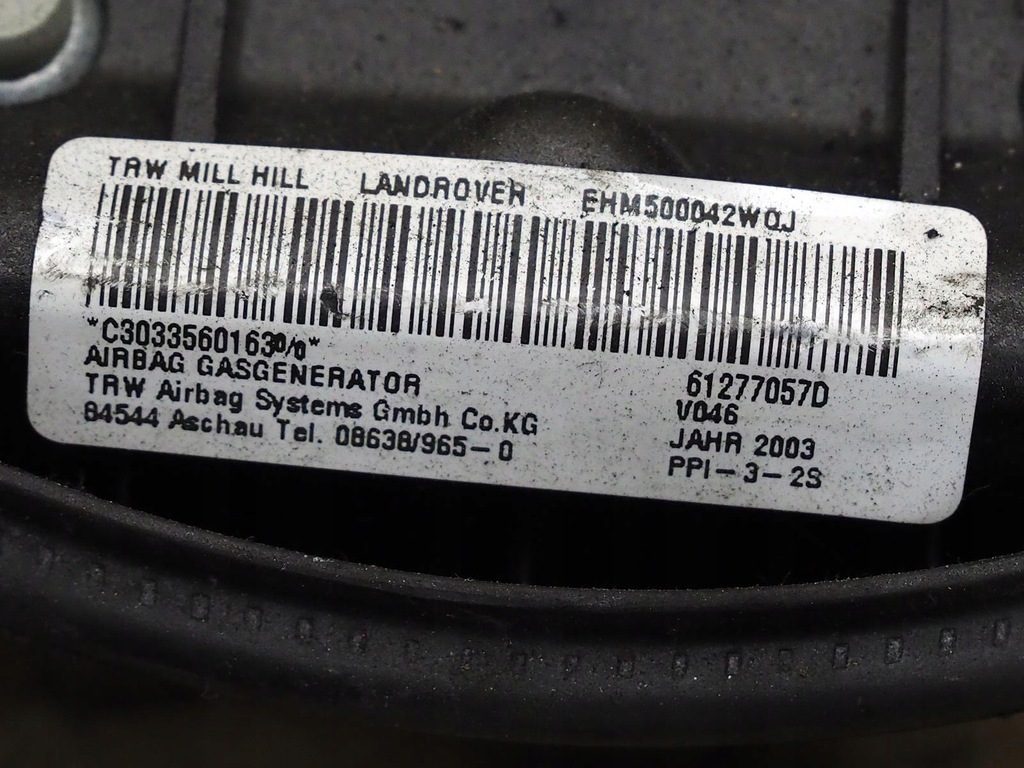 TRW MILL HILL LANDROVER EHM500042WQJ
*C3033560163%*
AIRBAG GASGENERATOR 61277057D
TRW Airbag Systems Gmbh Co.KG V046
84544 Aschau Tel. 08638/965-0 JAHR 2003
PPI-3-2S